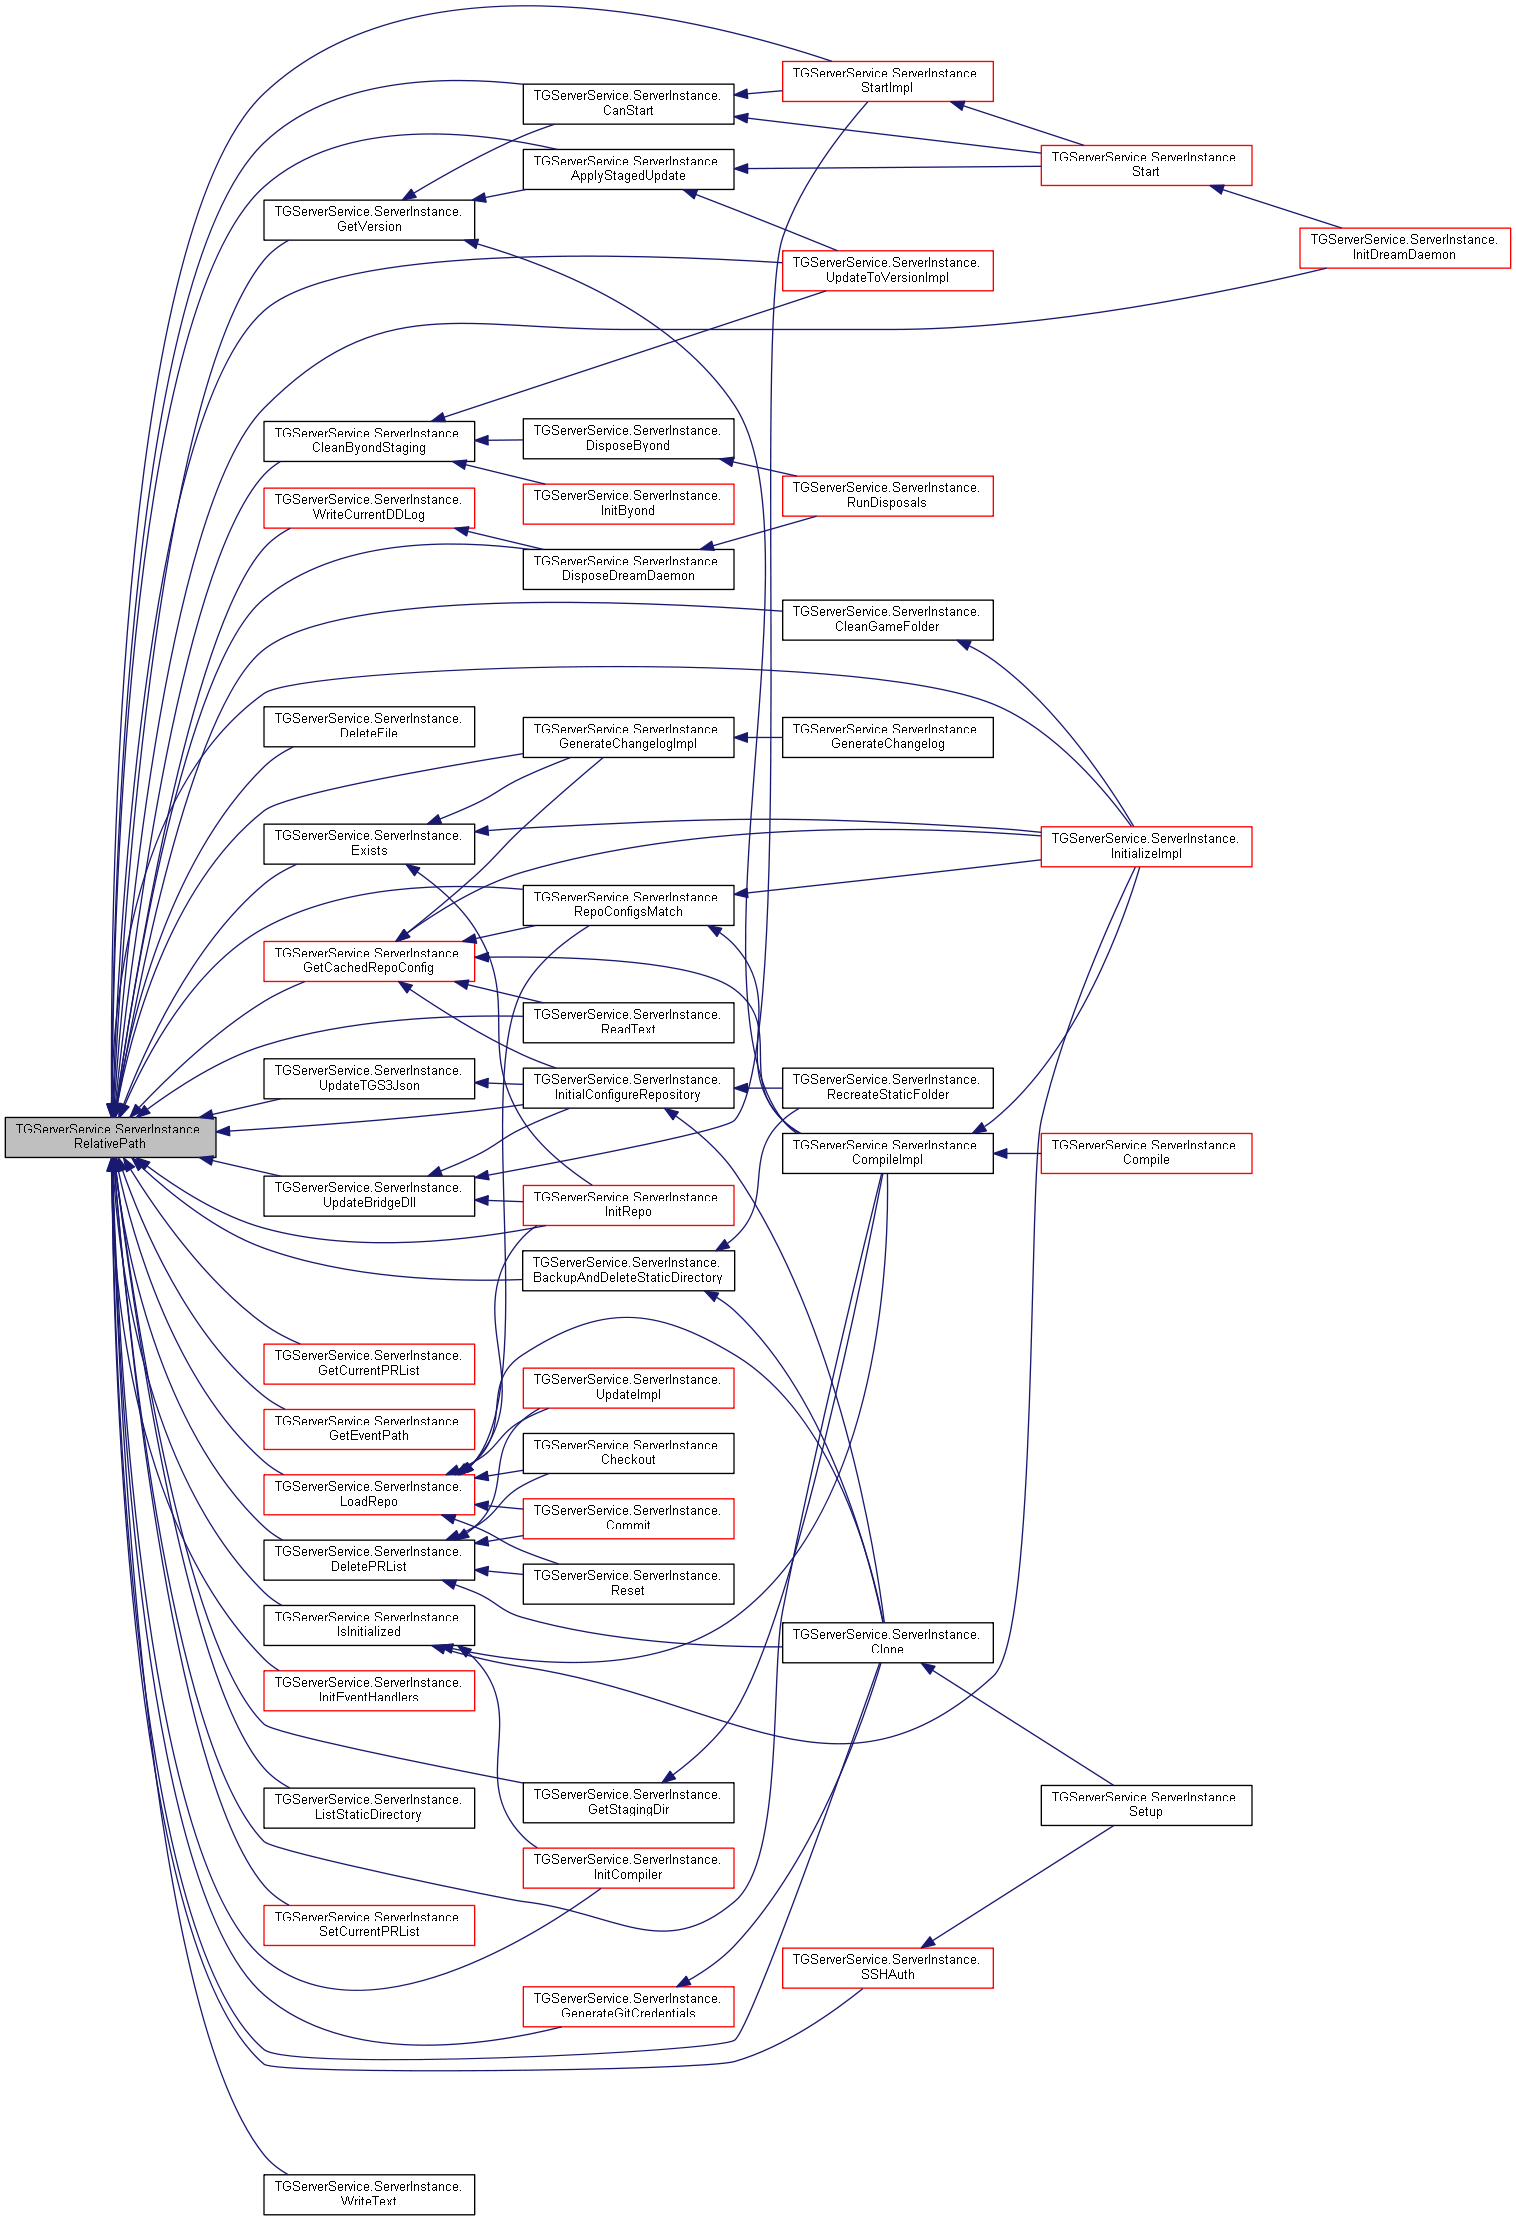 TGServerService.ServerInstance.
RelativePath
TGServerService.ServerInstance.
GetVersion
TGServerService.ServerInstance.
CleanByondStaging
TGServerService.ServerInstance.
WriteCurrentDDLog
TGServerService.ServerInstance.
DeleteFile
TGServerService.ServerInstance.
Exists
TGServerService.ServerInstance.
GetCachedRepoConfig
TGServerService.ServerInstance.
UpdateTGS3Json
TGServerService.ServerInstance.
UpdateBridgeDll
TGServerService.ServerInstance.
GetCurrentPRList
TGServerService.ServerInstance.
GetEventPath
TGServerService.ServerInstance.
LoadRepo
TGServerService.ServerInstance.
DeletePRList
TGServerService.ServerInstance.
IsInitialized
TGServerService.ServerInstance.
InitEventHandlers
TGServerService.ServerInstance.
ListStaticDirectory
TGServerService.ServerInstance.
SetCurrentPRList
TGServerService.ServerInstance.
WriteText
TGServerService.ServerInstance.
CanStart
TGServerService.ServerInstance.
ApplyStagedUpdate
TGServerService.ServerInstance.
DisposeByond
TGServerService.ServerInstance.
InitByond
TGServerService.ServerInstance.
DisposeDreamDaemon
TGServerService.ServerInstance.
GenerateChangelogImpl
TGServerService.ServerInstance.
RepoConfigsMatch
TGServerService.ServerInstance.
ReadText
TGServerService.ServerInstance.
InitialConfigureRepository
TGServerService.ServerInstance.
InitRepo
TGServerService.ServerInstance.
BackupAndDeleteStaticDirectory
TGServerService.ServerInstance.
UpdateImpl
TGServerService.ServerInstance.
Checkout
TGServerService.ServerInstance.
Commit
TGServerService.ServerInstance.
Reset
TGServerService.ServerInstance.
GetStagingDir
TGServerService.ServerInstance.
InitCompiler
TGServerService.ServerInstance.
GenerateGitCredentials
TGServerService.ServerInstance.
StartImpl
TGServerService.ServerInstance.
UpdateToVersionImpl
TGServerService.ServerInstance.
RunDisposals
TGServerService.ServerInstance.
CleanGameFolder
TGServerService.ServerInstance.
GenerateChangelog
TGServerService.ServerInstance.
RecreateStaticFolder
TGServerService.ServerInstance.
CompileImpl
TGServerService.ServerInstance.
Clone
TGServerService.ServerInstance.
SSHAuth
TGServerService.ServerInstance.
Start
TGServerService.ServerInstance.
InitializeImpl
TGServerService.ServerInstance.
Compile
TGServerService.ServerInstance.
Setup
TGServerService.ServerInstance.
InitDreamDaemon